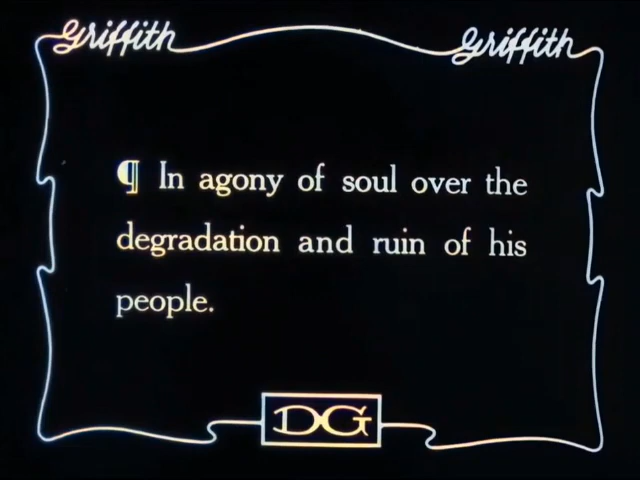 Griffith Griffith
¶ In agony of soul over the
degradation and ruin of his
people.
DG